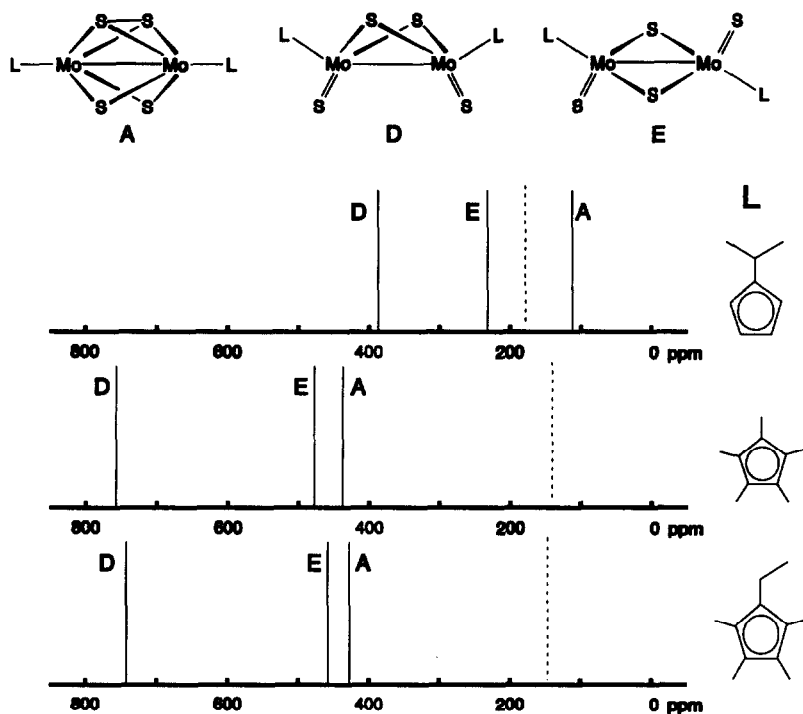 S S S S S S
L Mo Mo L L Mo Mo L L Mo Mo
S S S S S S L
A D E
L
D E A
800 600 400 200 0 ppm
D E A
800 600 400 200 0 ppm
D E A
800 600 400 200 0 ppm